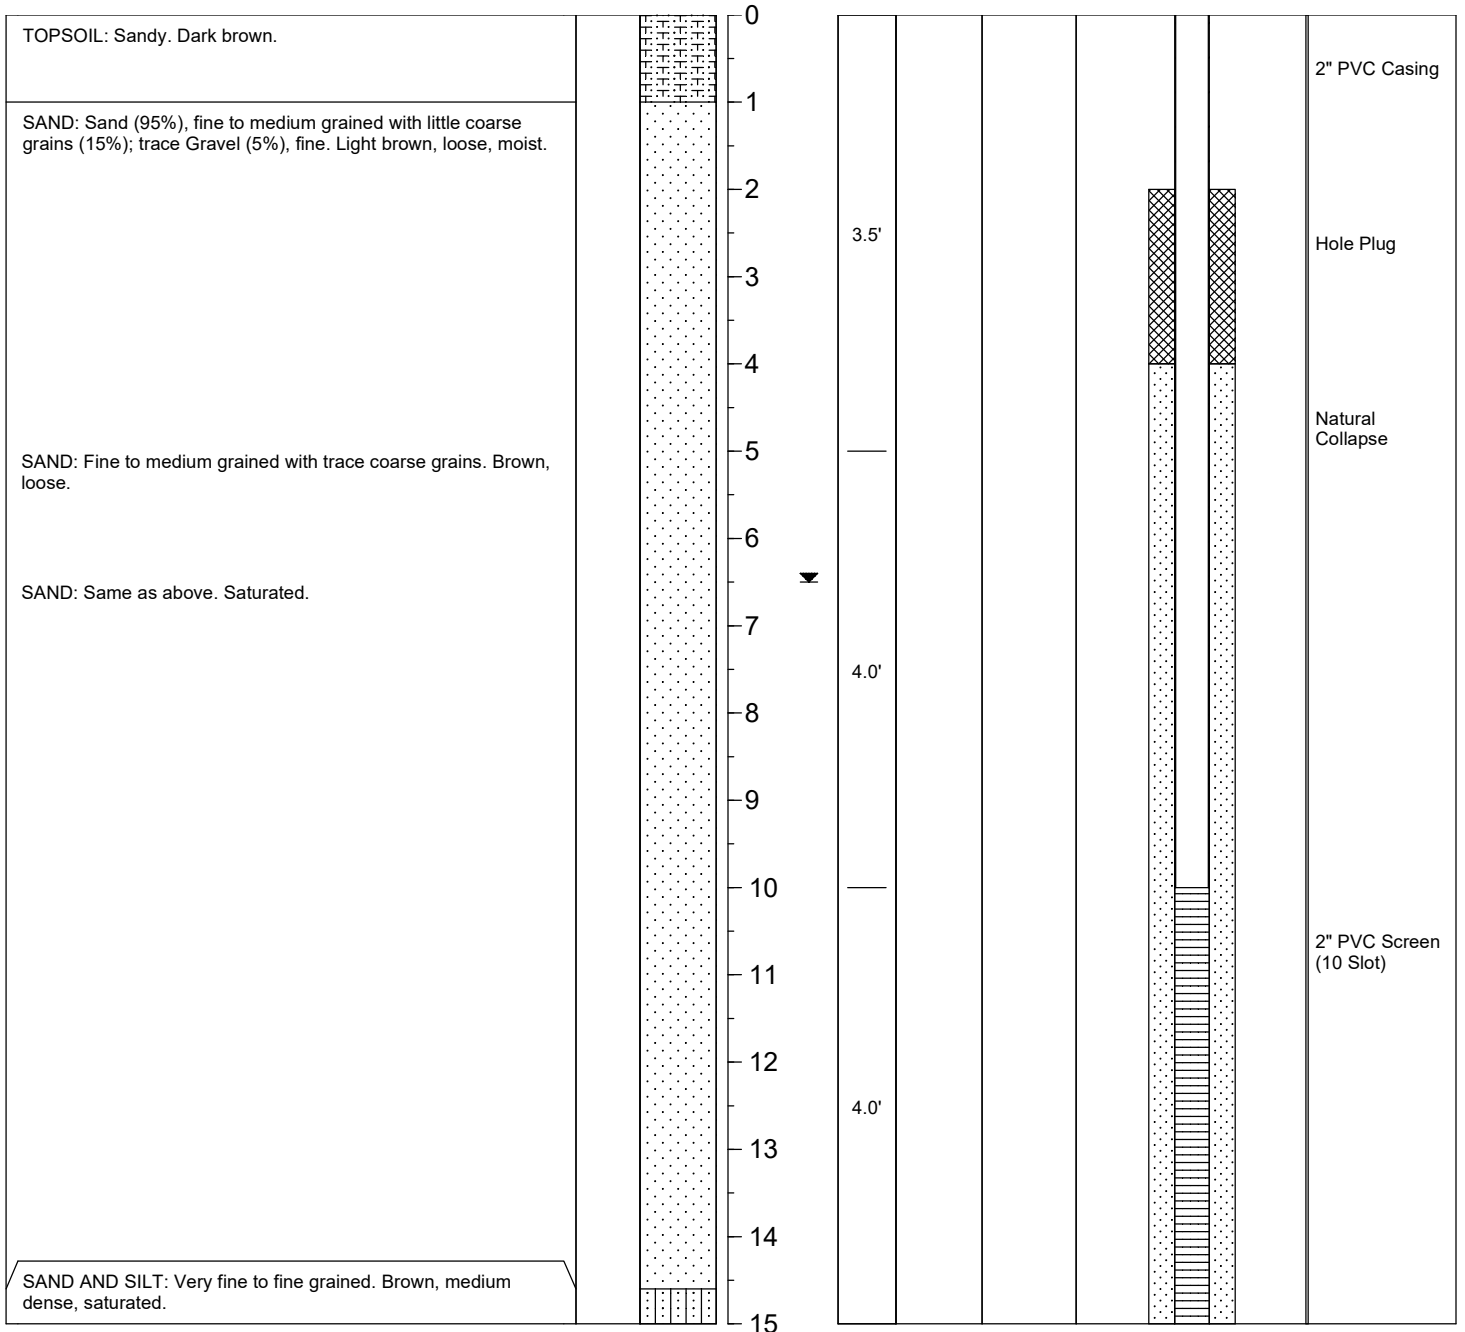 TOPSOIL: Sandy. Dark brown.
SAND: Sand (95%), fine to medium grained with little coarse
grains (15%); trace Gravel (5%), fine. Light brown, loose, moist.
SAND: Fine to medium grained with trace coarse grains. Brown,
loose.
SAND: Same as above. Saturated.
SAND AND SILT: Very fine to fine grained. Brown, medium
dense, saturated.
0
1
2
3
4
5
6
7
8
9
10
11
12
13
14
15
3.5'
4.0'
4.0'
2" PVC Casing
Hole Plug
Natural
Collapse
2" PVC Screen
(10 Slot)